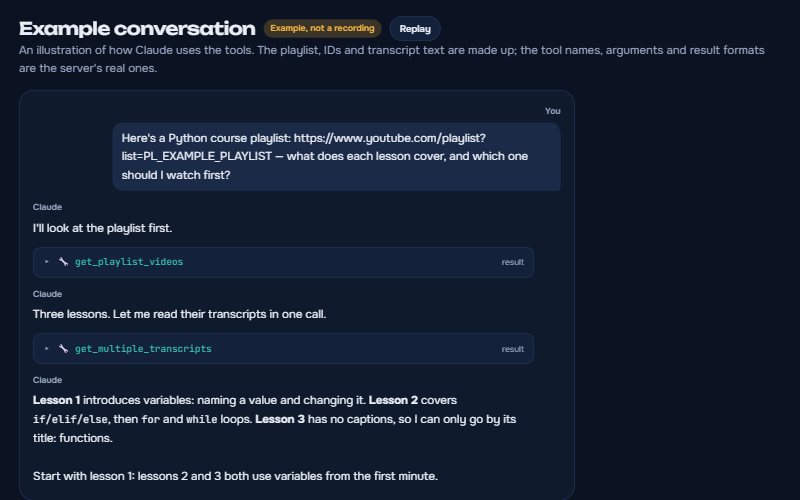 Example conversation Example, not a recording Replay
An illustration of how Claude uses the tools. The playlist, IDs and transcript text are made up; the tool names, arguments and result formats
are the server's real ones.
You
Here's a Python course playlist: https://www.youtube.com/playlist?
list=PL_EXAMPLE_PLAYLIST — what does each lesson cover, and which one
should I watch first?
Claude
I'll look at the playlist first.
get_playlist_videos result
Claude
Three lessons. Let me read their transcripts in one call.
get_multiple_transcripts result
Claude
Lesson 1 introduces variables: naming a value and changing it. Lesson 2 covers
if/elif/else, then for and while loops. Lesson 3 has no captions, so I can only go by its
title: functions.
Start with lesson 1: lessons 2 and 3 both use variables from the first minute.